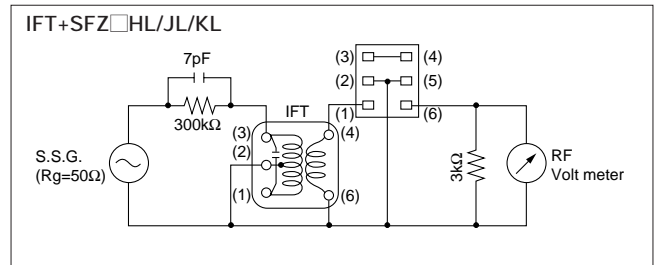 IFT+SFZ□HL/JL/KL
7pF
300kΩ
S.S.G.
(Rg=50Ω)
IFT
(3)
(2)
(1)
(4)
(6)
(3)
(4)
(2)
(5)
(1)
(6)
3kΩ
RF
Volt meter